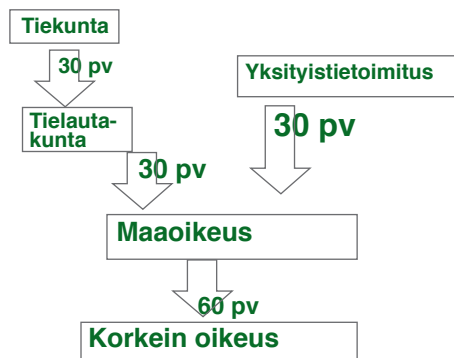 Tiekunta
30 pv
Yksityistietoimitus
Tielauta-
kunta
30 pv
30 pv
Maaoikeus
60 pv
Korkein oikeus